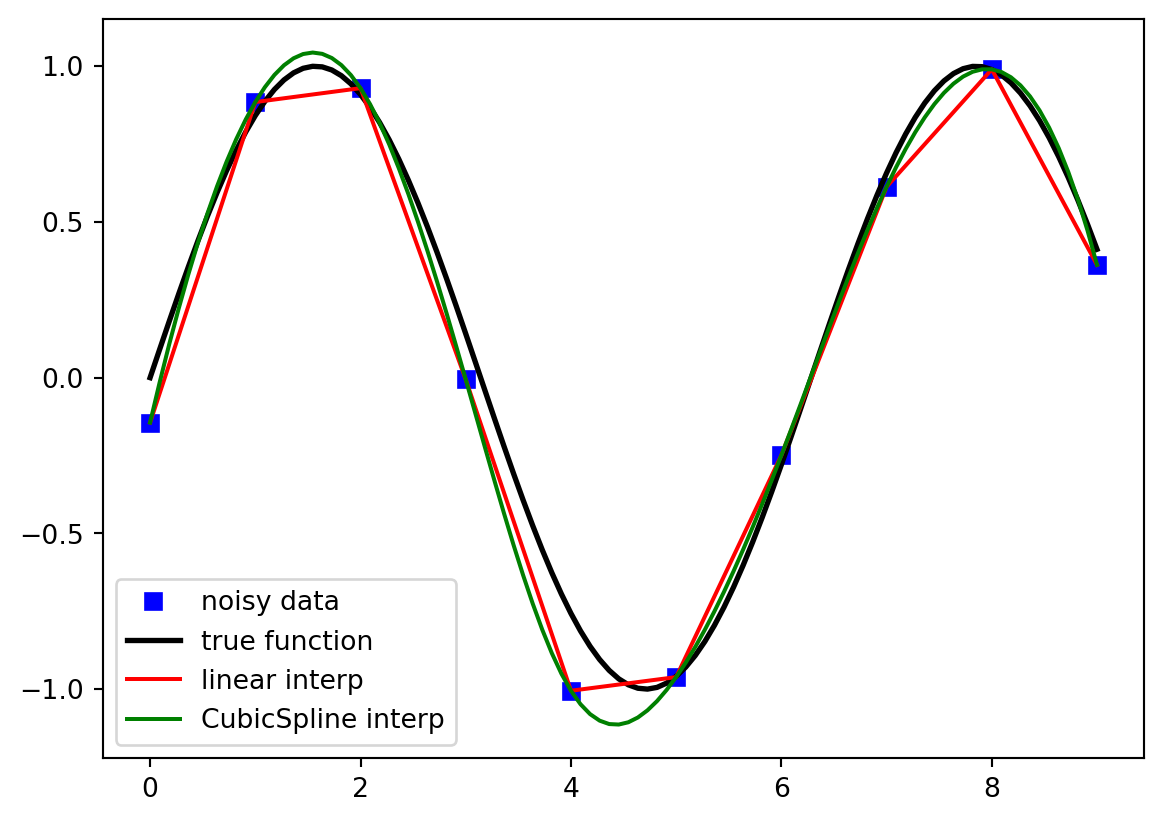 1.0
0.5
0.0
−0.5
−1.0
noisy data
true function
linear interp
CubicSpline interp
0 2 4 6 8